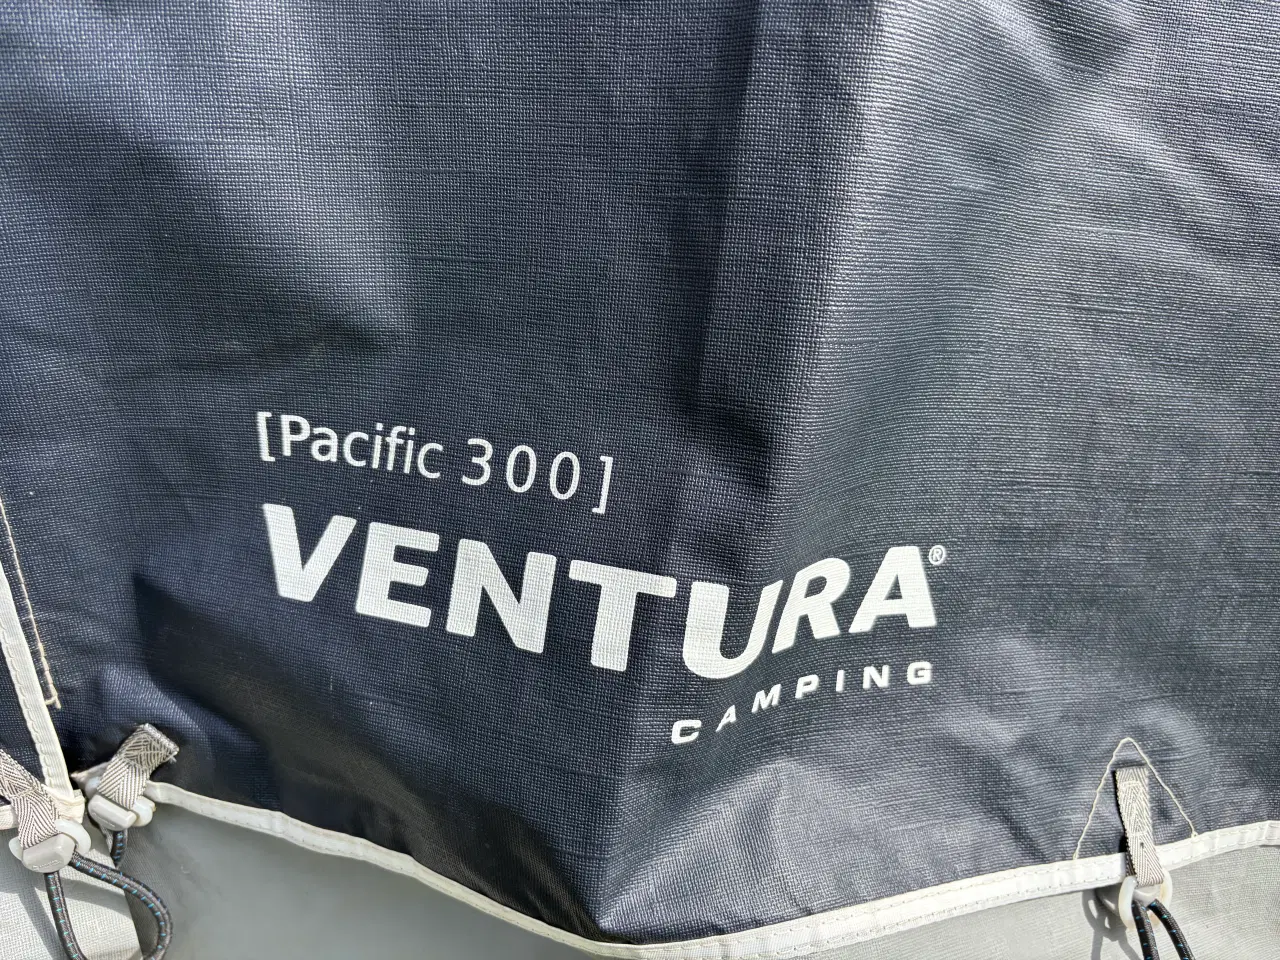 [Pacific 300]
VENTURA®
CAMPING